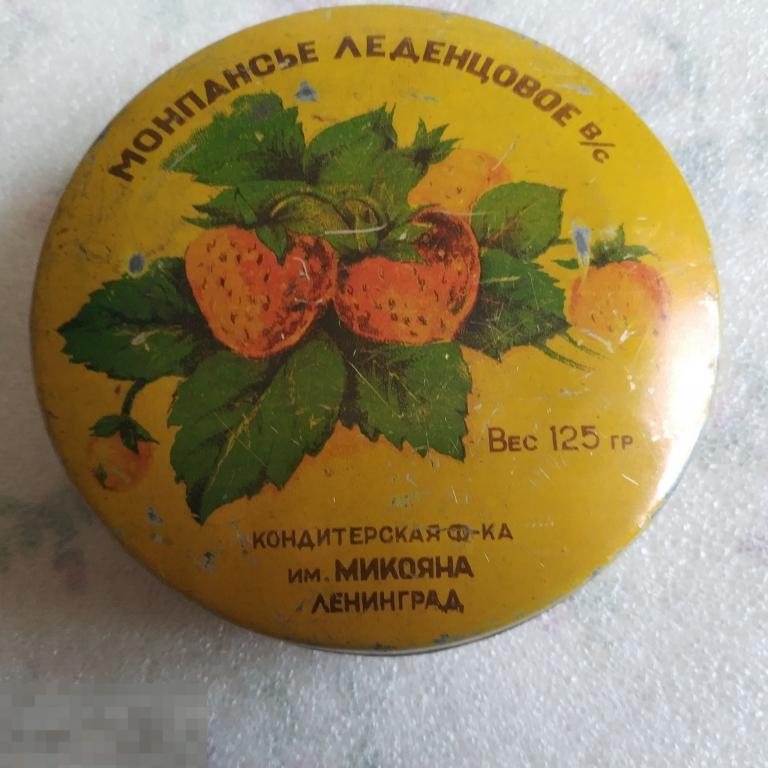 МОНПАНСЬЕ ЛЕДЕНЦОВОЕ В/С
ВЕС 125 ГР
КОНДИТЕРСКАЯ Ф-КА
ИМ. МИКОЯНА
ЛЕНИНГРАД